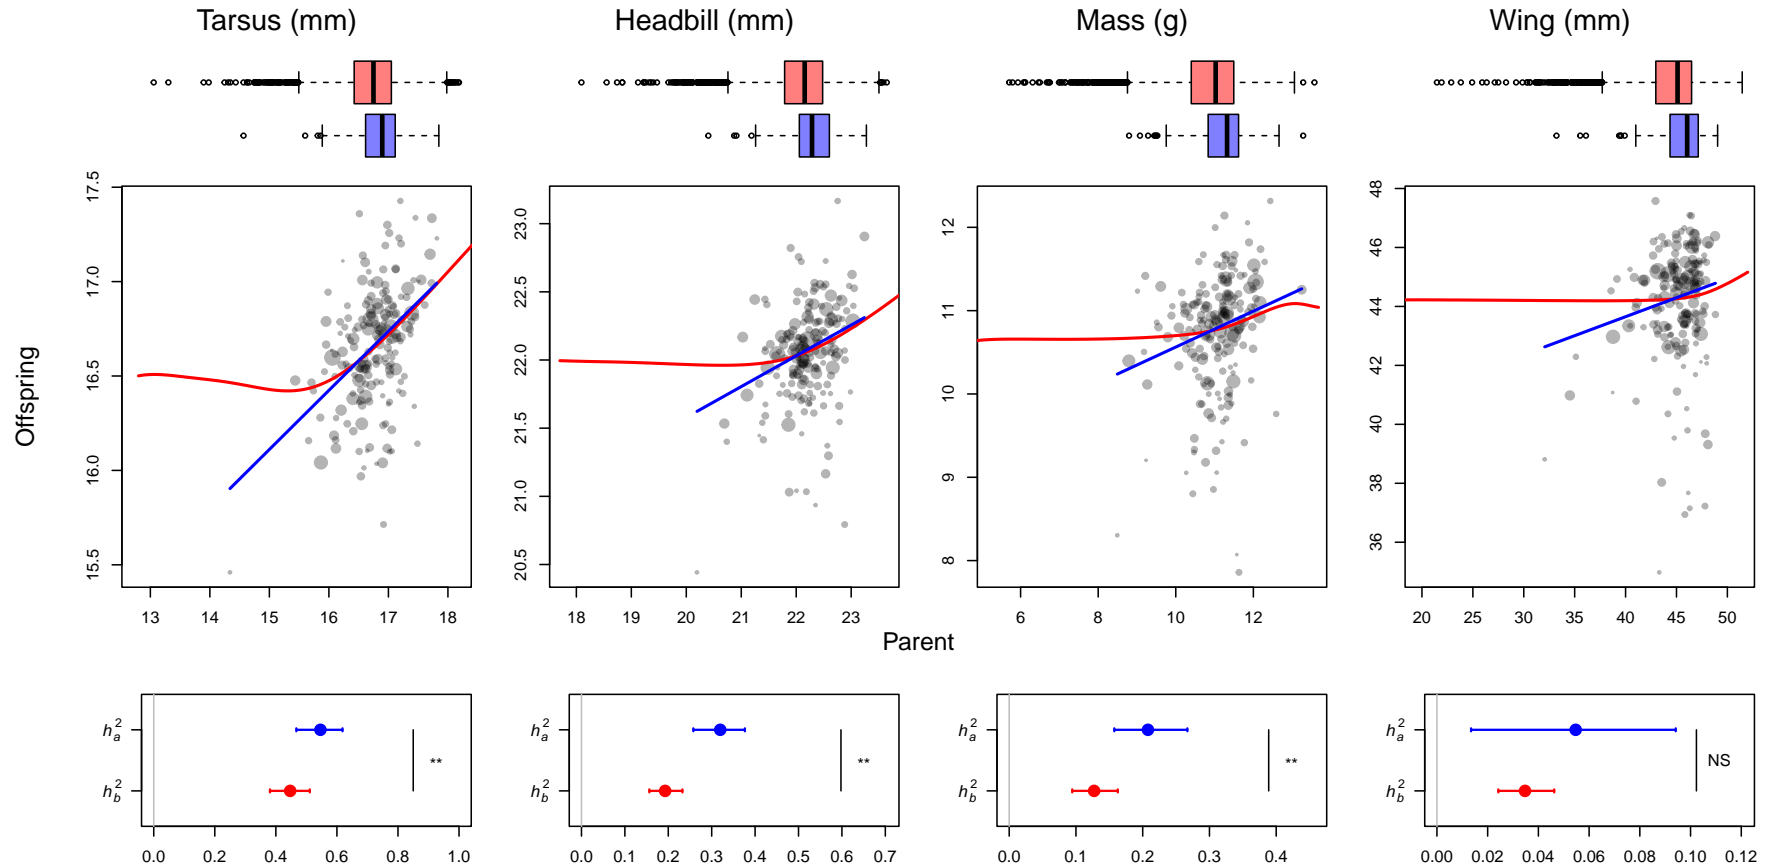 Tarsus (mm) Headbill (mm) Mass (g) Wing (mm)
Offspring
17.5
17.0
16.5
16.0
15.5
13 14 15 16 17 18
23.0
22.5
22.0
21.5
21.0
20.5
18 19 20 21 22 23
12
11
10
9
8
6 8 10 12
48
46
44
42
40
38
36
20 25 30 35 40 45 50
Parent
h²a
**
h²b
0.0 0.2 0.4 0.6 0.8 1.0
h²a
**
h²b
0.0 0.1 0.2 0.3 0.4 0.5 0.6 0.7
h²a
**
h²b
0.0 0.1 0.2 0.3 0.4
h²a
NS
h²b
0.00 0.02 0.04 0.06 0.08 0.10 0.12